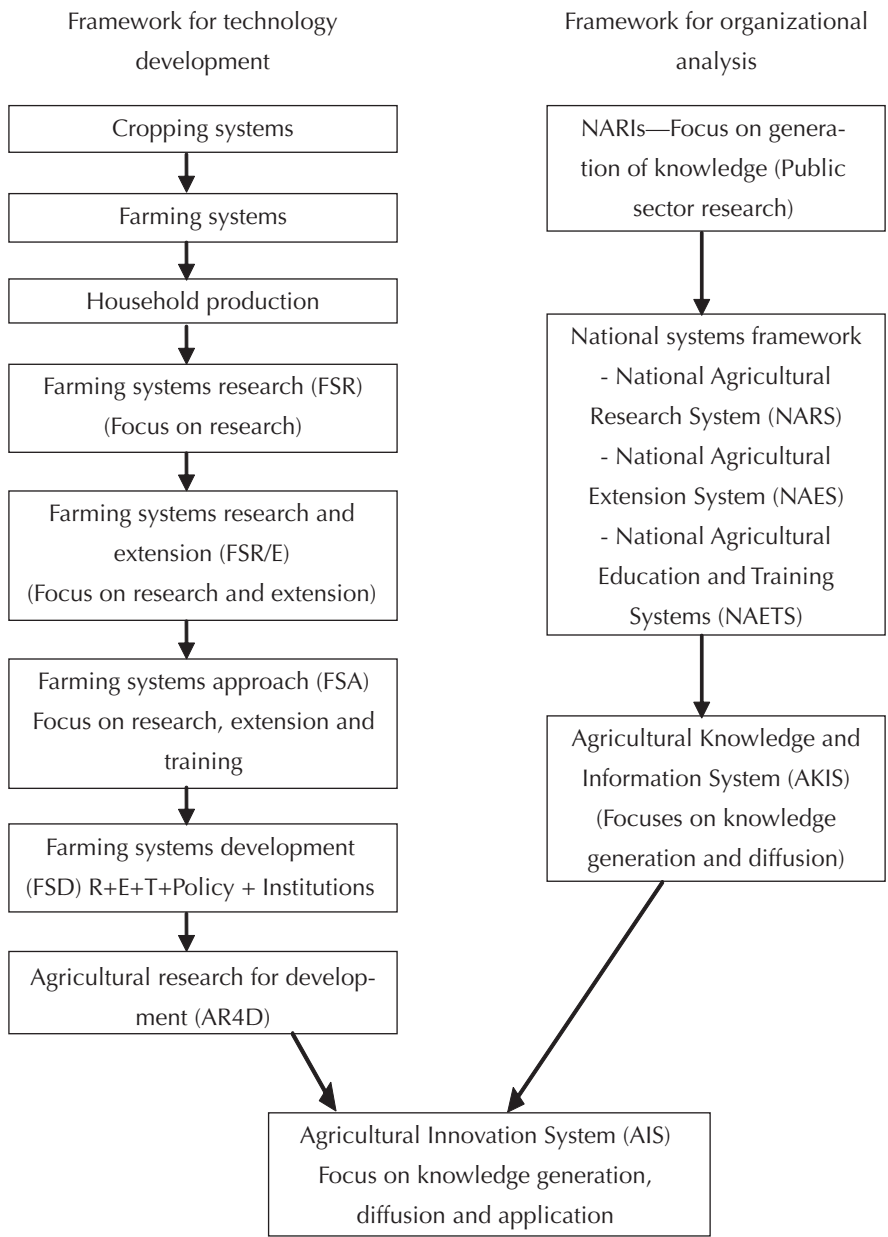 Framework for technology
development
Cropping systems
Farming systems
Household production
Farming systems research (FSR)
(Focus on research)
Farming systems research and
extension (FSR/E)
(Focus on research and extension)
Farming systems approach (FSA)
Focus on research, extension and
training
Farming systems development
(FSD) R+E+T+Policy + Institutions
Agricultural research for develop-
ment (AR4D)
Framework for organizational
analysis
NARIs—Focus on genera-
tion of knowledge (Public
sector research)
National systems framework
- National Agricultural
Research System (NARS)
- National Agricultural
Extension System (NAES)
- National Agricultural
Education and Training
Systems (NAETS)
Agricultural Knowledge and
Information System (AKIS)
(Focuses on knowledge
generation and diffusion)
Agricultural Innovation System (AIS)
Focus on knowledge generation,
diffusion and application